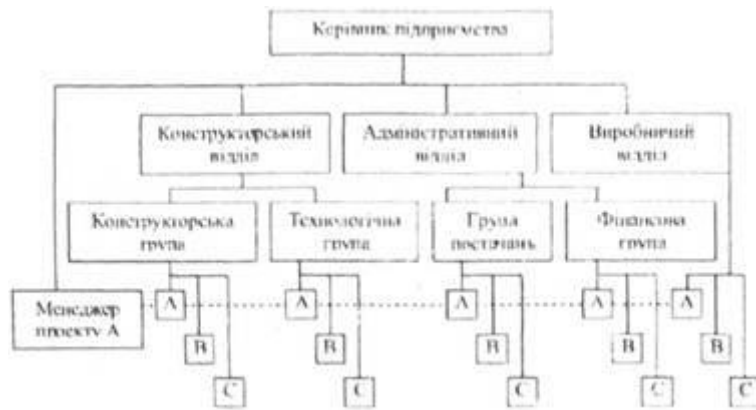 Керівник підприємства
Конструкторський
відділ
Адміністративний
відділ
Виробничий
відділ
Конструкторська
група
Технологічна
група
Група
постачань
Фінансова
група
Менеджер
проекту А
А
А
А
А
А
В
В
В
В
В
С
С
С
С
С